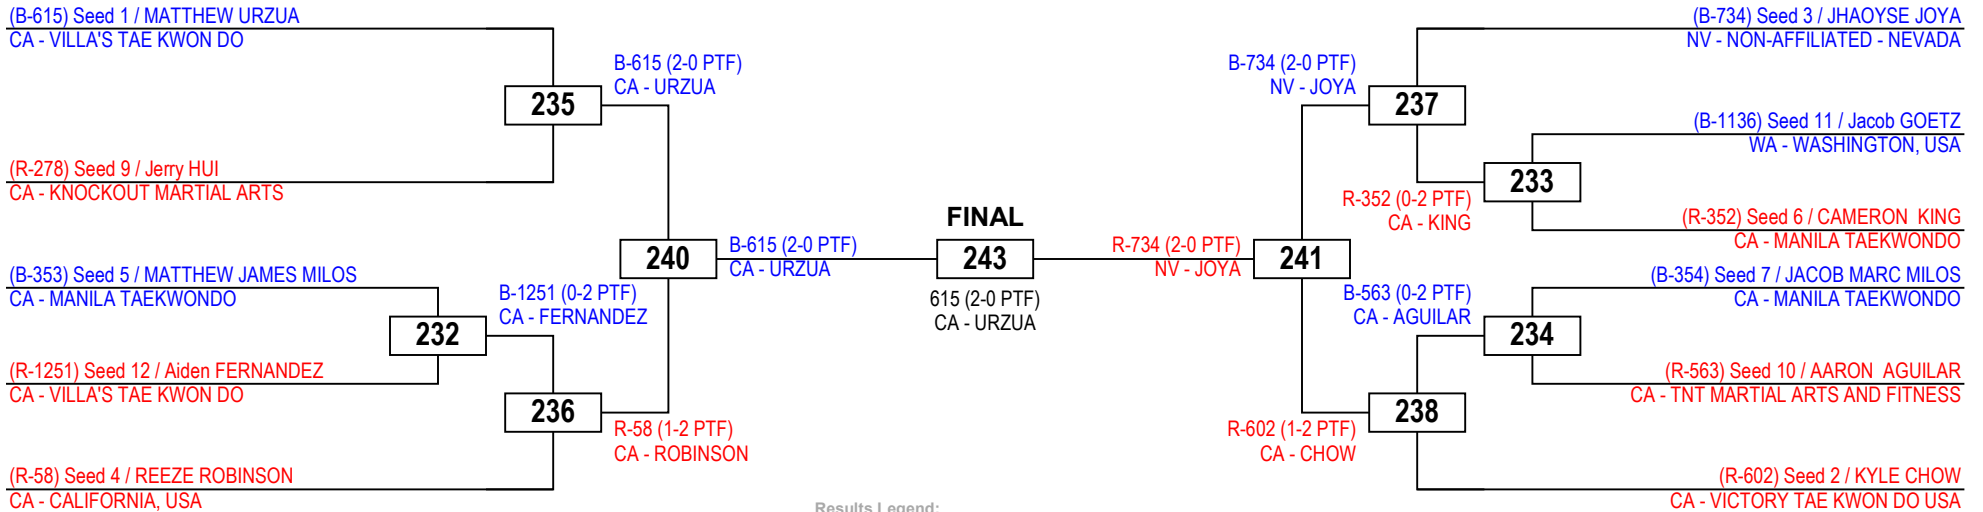 (B-615) Seed 1 / MATTHEW URZUA
CA - VILLA'S TAE KWON DO
B-615 (2-0 PTF)
CA - URZUA
235
(R-278) Seed 9 / Jerry HUI
CA - KNOCKOUT MARTIAL ARTS
240
B-615 (2-0 PTF)
CA - URZUA
(B-353) Seed 5 / MATTHEW JAMES MILOS
CA - MANILA TAEKWONDO
B-1251 (0-2 PTF)
CA - FERNANDEZ
232
(R-1251) Seed 12 / Aiden FERNANDEZ
CA - VILLA'S TAE KWON DO
236
R-58 (1-2 PTF)
CA - ROBINSON
(R-58) Seed 4 / REEZE ROBINSON
CA - CALIFORNIA, USA
FINAL
243
615 (2-0 PTF)
CA - URZUA
(B-734) Seed 3 / JHAOYSE JOYA
NV - NON-AFFILIATED - NEVADA
B-734 (2-0 PTF)
NV - JOYA
237
(B-1136) Seed 11 / Jacob GOETZ
WA - WASHINGTON, USA
233
R-352 (0-2 PTF)
CA - KING
(R-352) Seed 6 / CAMERON  KING
CA - MANILA TAEKWONDO
R-734 (2-0 PTF)
NV - JOYA
241
(B-354) Seed 7 / JACOB MARC MILOS
CA - MANILA TAEKWONDO
B-563 (0-2 PTF)
CA - AGUILAR
234
(R-563) Seed 10 / AARON  AGUILAR
CA - TNT MARTIAL ARTS AND FITNESS
238
R-602 (1-2 PTF)
CA - CHOW
(R-602) Seed 2 / KYLE CHOW
CA - VICTORY TAE KWON DO USA
Results Legend: